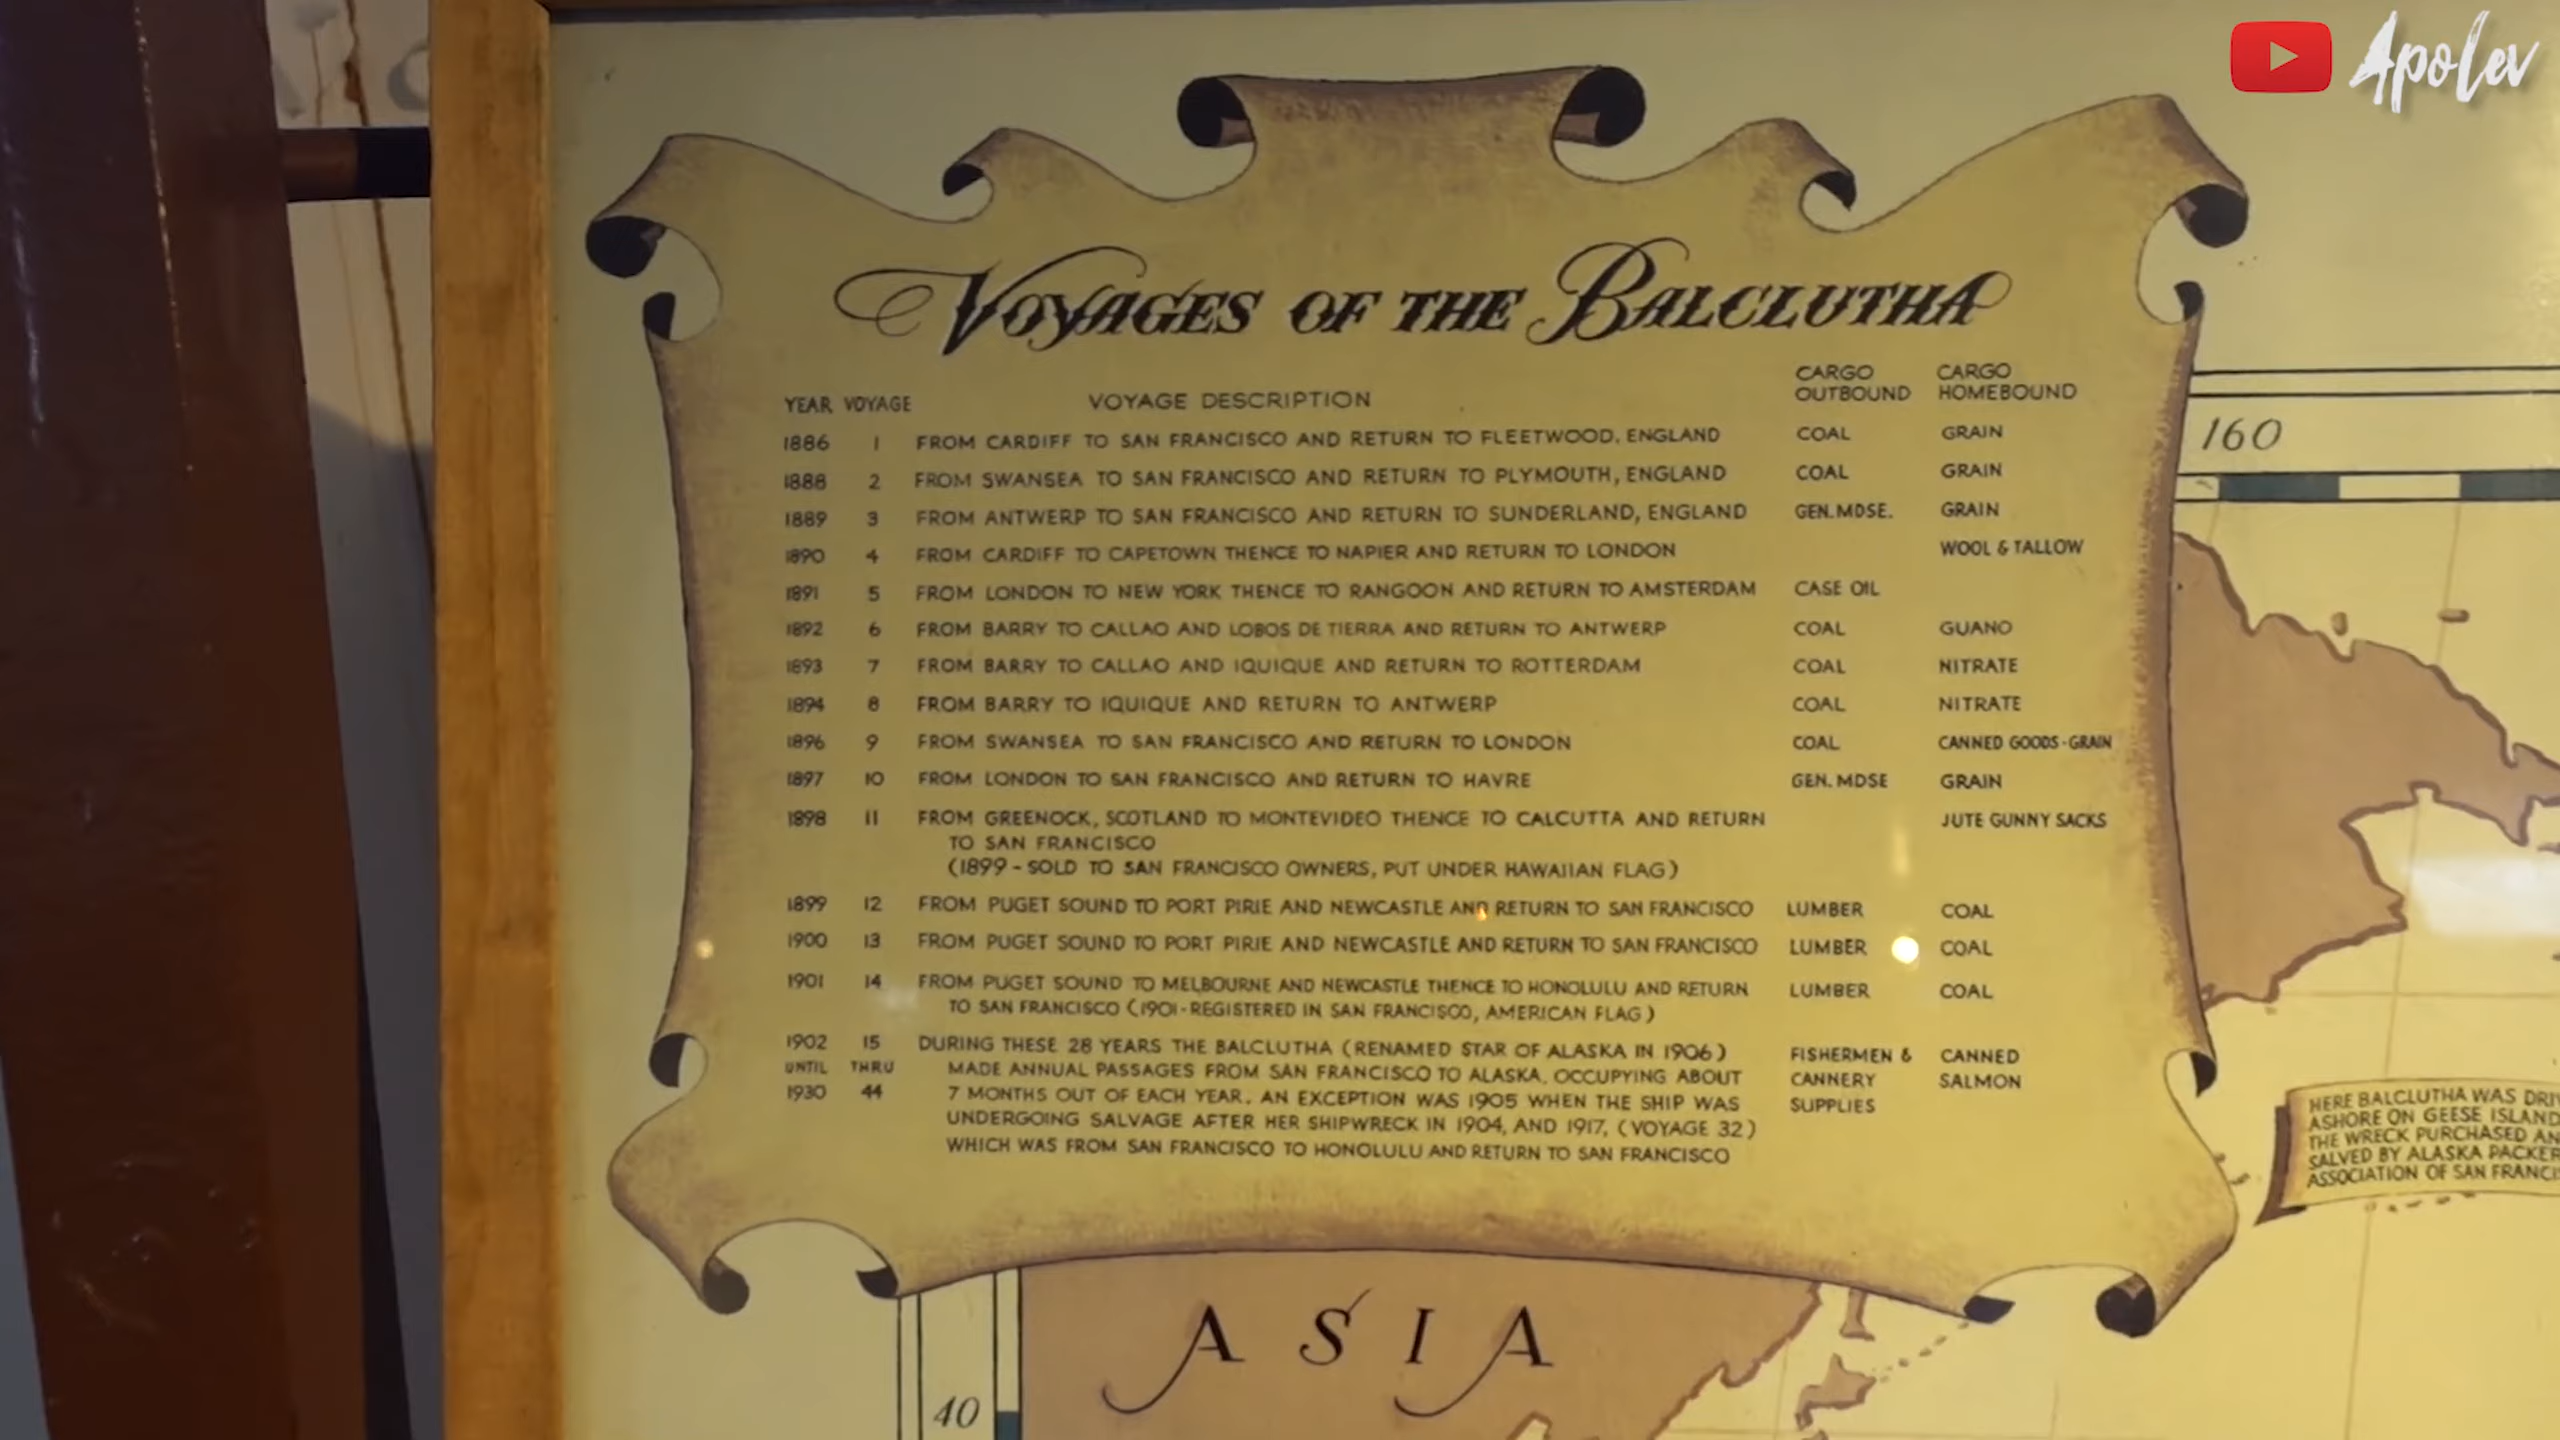 Apolev
VOYAGES OF THE BALCLUTHA
YEAR VOYAGE VOYAGE DESCRIPTION CARGO OUTBOUND CARGO HOMEBOUND
1886 1 FROM CARDIFF TO SAN FRANCISCO AND RETURN TO FLEETWOOD, ENGLAND COAL GRAIN
1888 2 FROM SWANSEA TO SAN FRANCISCO AND RETURN TO PLYMOUTH, ENGLAND COAL GRAIN
1889 3 FROM ANTWERP TO SAN FRANCISCO AND RETURN TO SUNDERLAND, ENGLAND GEN. MDSE. GRAIN
1890 4 FROM CARDIFF TO CAPETOWN THENCE TO NAPIER AND RETURN TO LONDON WOOL & TALLOW
1891 5 FROM LONDON TO NEW YORK THENCE TO RANGOON AND RETURN TO AMSTERDAM CASE OIL
1892 6 FROM BARRY TO CALLAO AND LOBOS DE TIERRA AND RETURN TO ANTWERP COAL GUANO
1893 7 FROM BARRY TO CALLAO AND IQUIQUE AND RETURN TO ROTTERDAM COAL NITRATE
1894 8 FROM BARRY TO IQUIQUE AND RETURN TO ANTWERP COAL NITRATE
1896 9 FROM SWANSEA TO SAN FRANCISCO AND RETURN TO LONDON COAL CANNED GOODS - GRAIN
1897 10 FROM LONDON TO SAN FRANCISCO AND RETURN TO HAVRE GEN. MDSE GRAIN
1898 11 FROM GREENOCK, SCOTLAND TO MONTEVIDEO THENCE TO CALCUTTA AND RETURN JUTE GUNNY SACKS
TO SAN FRANCISCO
(1899 - SOLD TO SAN FRANCISCO OWNERS, PUT UNDER HAWAIIAN FLAG)
1899 12 FROM PUGET SOUND TO PORT PIRIE AND NEWCASTLE AND RETURN TO SAN FRANCISCO LUMBER COAL
1900 13 FROM PUGET SOUND TO PORT PIRIE AND NEWCASTLE AND RETURN TO SAN FRANCISCO LUMBER COAL
1901 14 FROM PUGET SOUND TO MELBOURNE AND NEWCASTLE THENCE TO HONOLULU AND RETURN LUMBER COAL
TO SAN FRANCISCO (1901 - REGISTERED IN SAN FRANCISCO, AMERICAN FLAG)
1902 15 DURING THESE 28 YEARS THE BALCLUTHA (RENAMED STAR OF ALASKA IN 1906) FISHERMEN & CANNED
UNTIL THRU MADE ANNUAL PASSAGES FROM SAN FRANCISCO TO ALASKA, OCCUPYING ABOUT CANNERY SALMON
1930 44 7 MONTHS OUT OF EACH YEAR. AN EXCEPTION WAS 1905 WHEN THE SHIP WAS SUPPLIES
UNDERGOING SALVAGE AFTER HER SHIPWRECK IN 1904, AND 1917, (VOYAGE 32)
WHICH WAS FROM SAN FRANCISCO TO HONOLULU AND RETURN TO SAN FRANCISCO
160
HERE BALCLUTHA WAS
ASHORE ON GEESE ISLAND
THE WRECK PURCHASED
SALVED BY ALASKA
ASSOCIATION OF SAN
ASIA
40